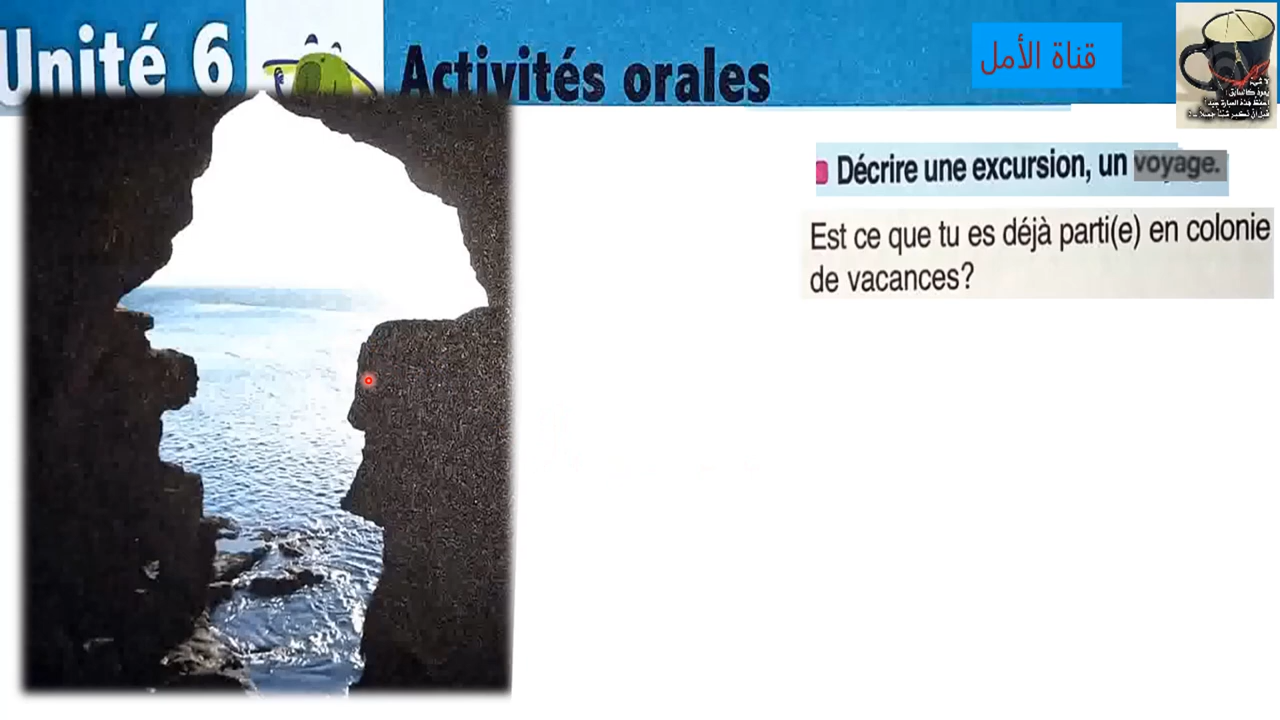 Unité 6
Activités orales
قناة الأمل
Décrire une excursion, un voyage.
Est ce que tu es déjà parti(e) en colonie
de vacances?